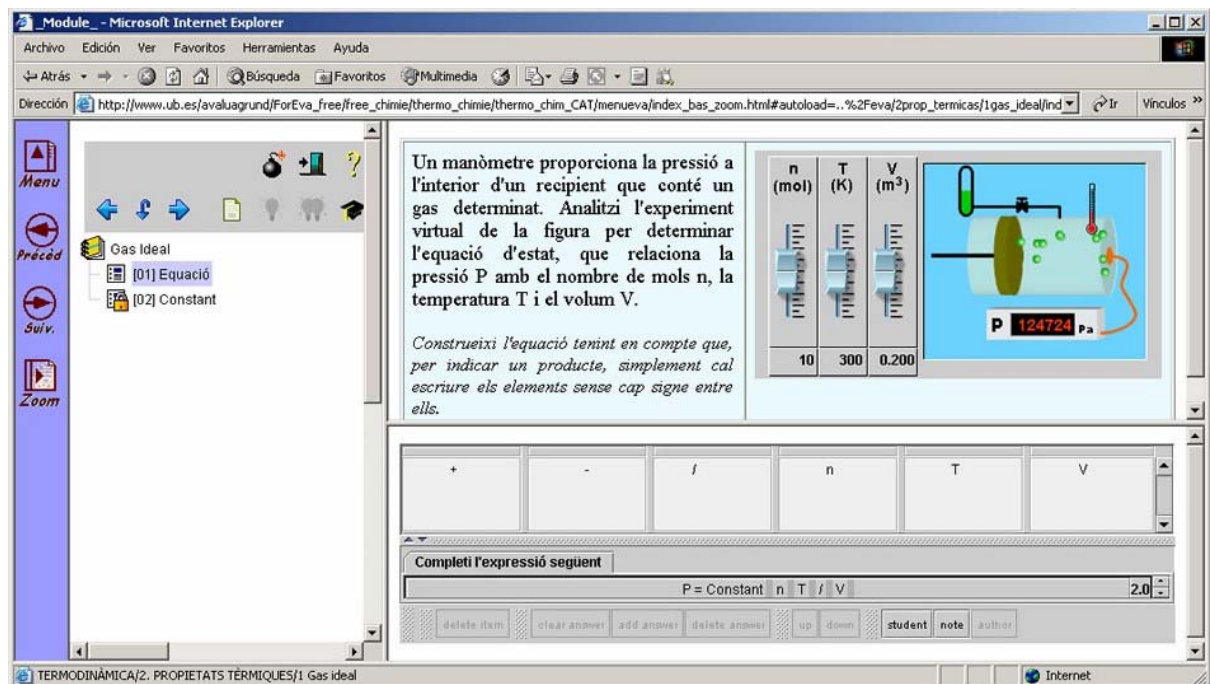 _Module_ - Microsoft Internet Explorer
Archivo Edición Ver Favoritos Herramientas Ayuda
Atrás Búsqueda Favoritos Multimedia
Dirección http://www.ub.es/avaluagrund/ForEva_free/free_chimie/thermo_chimie/thermo_chim_CAT/menueva/index_bas_zoom.html#autoload=..%2Feva/2prop_termicas/1gas_ideal/ind Ir Vínculos »
Menu
Précéd
Suiv.
Zoom
Gas Ideal
[01] Equació
[02] Constant
Un manòmetre proporciona la pressió a
l'interior d'un recipient que conté un
gas determinat. Analitzi l'experiment
virtual de la figura per determinar
l'equació d'estat, que relaciona la
pressió P amb el nombre de mols n, la
temperatura T i el volum V.
Construeixi l'equació tenint en compte que,
per indicar un producte, simplement cal
escriure els elements sense cap signe entre
ells.
n T V
(mol) (K) (m³)
10 300 0.200
P 124724 Pa
+ - / n T V
Completi l'expressió següent
P = Constant n T / V 2.0
delete item clear answer add answer delete answer up down student note author
TERMODINÀMICA/2. PROPIETATS TÈRMIQUES/1 Gas ideal Internet